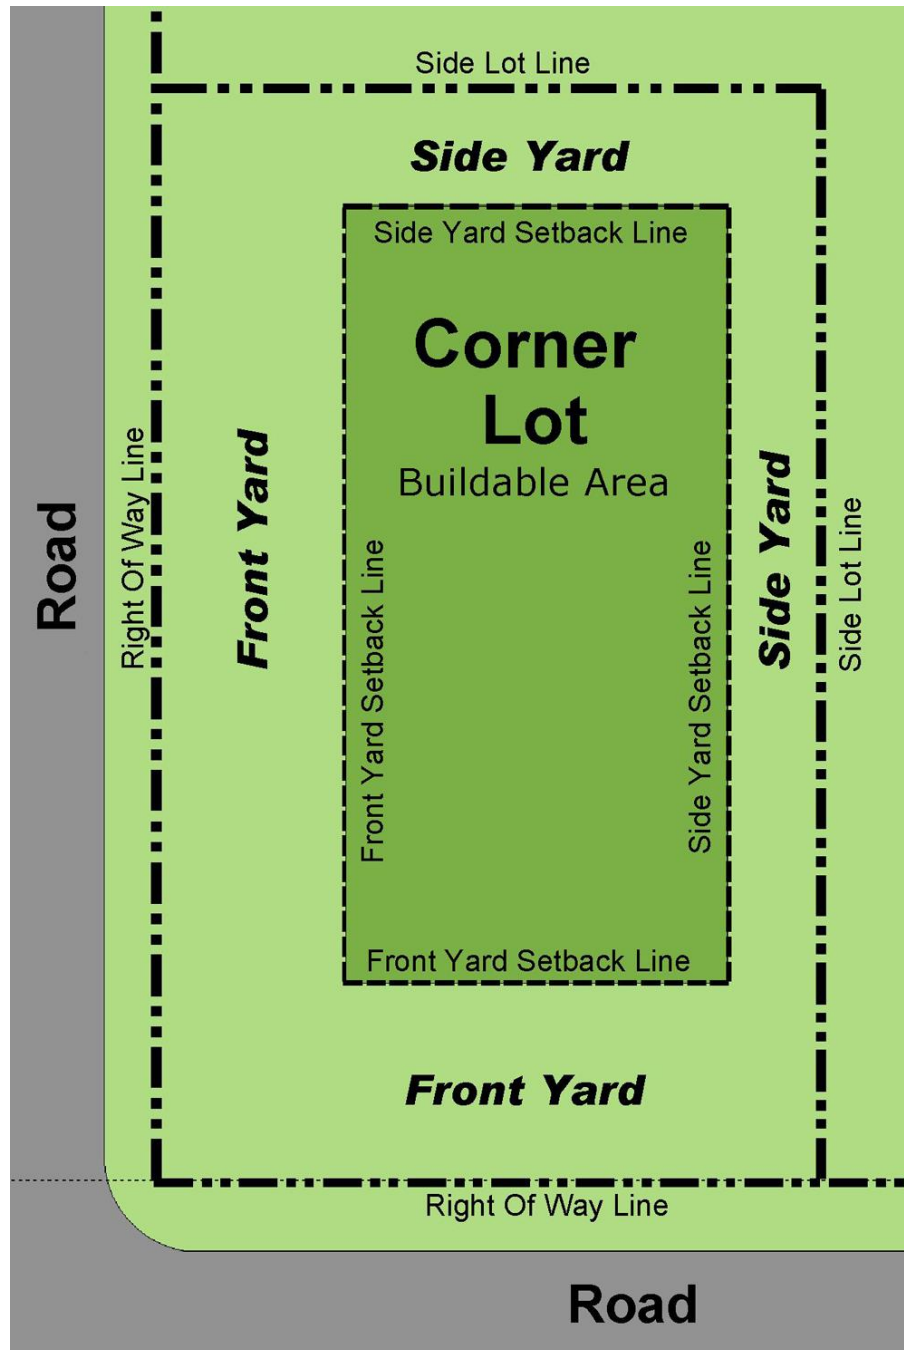 Side Lot Line
Side Yard
Side Yard Setback Line
Corner
Lot
Buildable Area
Road
Right Of Way Line
Front Yard
Front Yard Setback Line
Side Yard Setback Line
Side Yard
Side Lot Line
Front Yard Setback Line
Front Yard
Right Of Way Line
Road